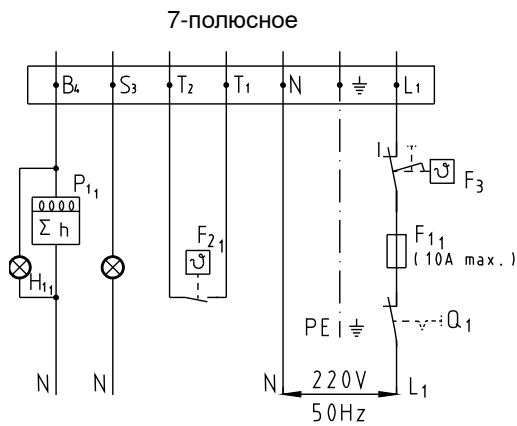 7-полюсное
B4 S3 T2 T1 N L1
P11
Σ h
H11
F21
ϑ
ϑ
F3
F11
(10A max.)
PE
Q1
N N N 220V L1
50Hz